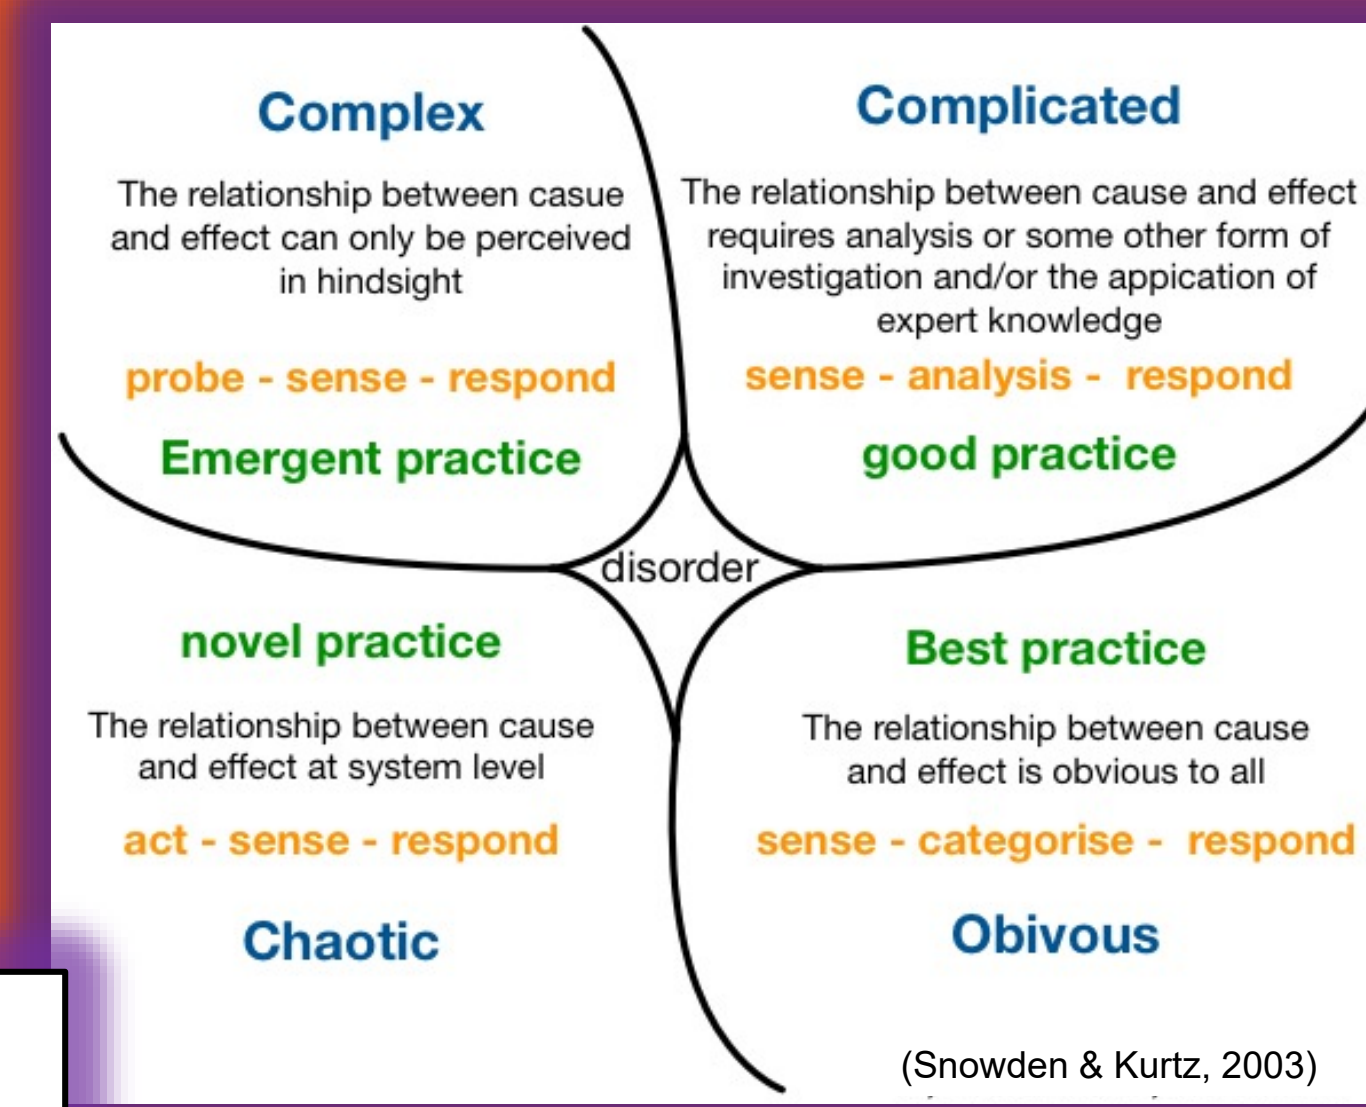 Complex
The relationship between casue
and effect can only be perceived
in hindsight
probe - sense - respond
Emergent practice
Complicated
The relationship between cause and effect
requires analysis or some other form of
investigation and/or the appication of
expert knowledge
sense - analysis - respond
good practice
disorder
novel practice
The relationship between cause
and effect at system level
act - sense - respond
Chaotic
Best practice
The relationship between cause
and effect is obvious to all
sense - categorise - respond
Obivous
(Snowden & Kurtz, 2003)